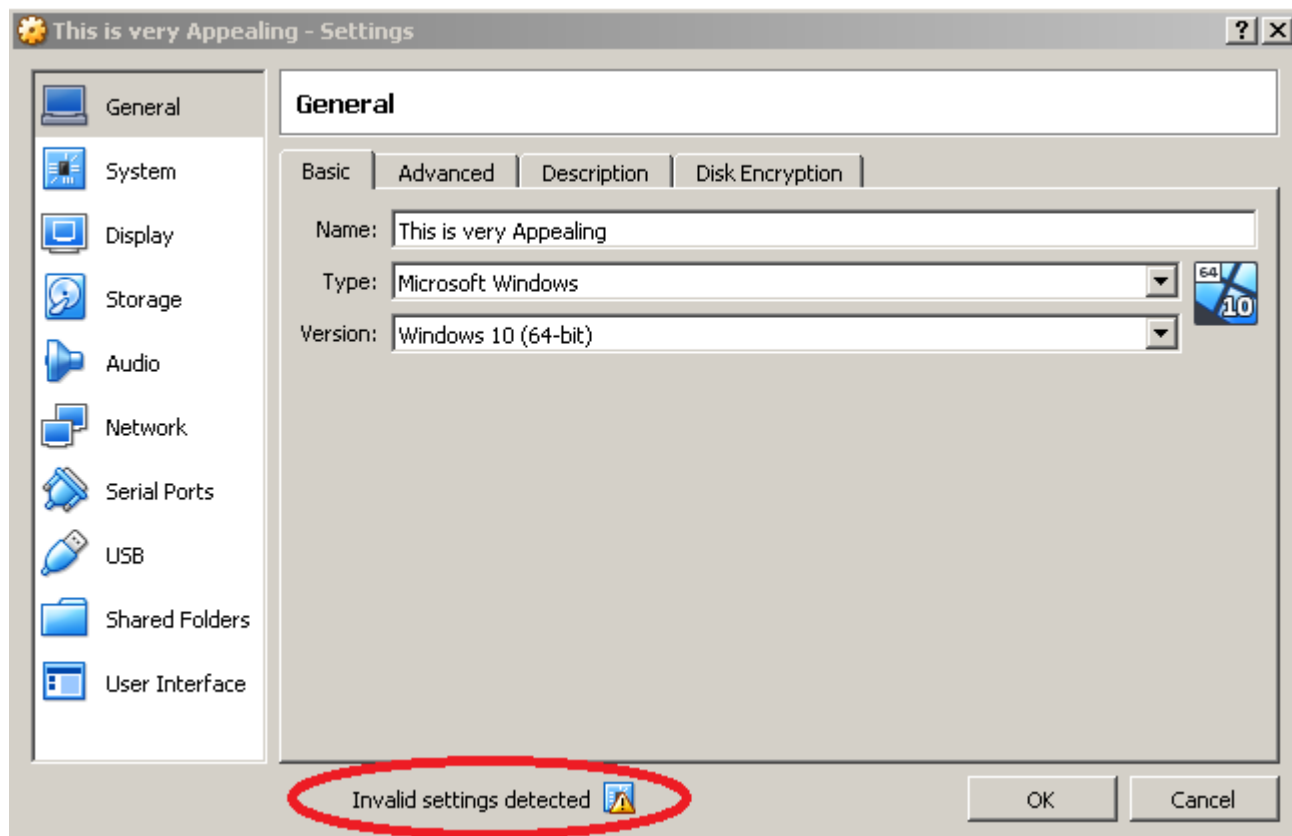 This is very Appealing - Settings
?
General
System
Display
Storage
Audio
Network
Serial Ports
USB
Shared Folders
User Interface
General
Basic Advanced Description Disk Encryption
Name: This is very Appealing
Type: Microsoft Windows
64
10
Version: Windows 10 (64-bit)
Invalid settings detected
OK Cancel